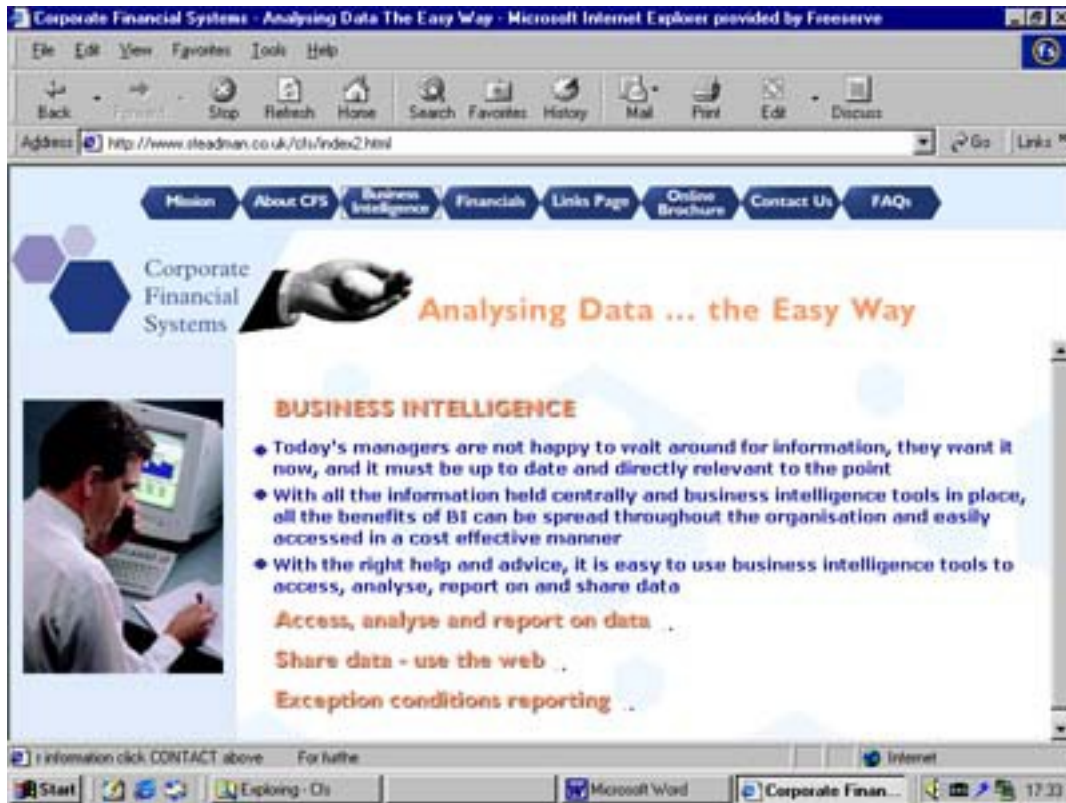 Corporate Financial Systems - Analysing Data The Easy Way - Microsoft Internet Explorer provided by Freeserve
File Edit View Favorites Tools Help
Back Forward Stop Refresh Home Search Favorites History Mail Print Edit Discuss
Address http://www.steadman.co.uk/cfs/index2.html Go Links
Mission About CFS Business Intelligence Financials Links Page Online Brochure Contact Us FAQs
Corporate
Financial
Systems
Analysing Data ... the Easy Way
BUSINESS INTELLIGENCE
Today's managers are not happy to wait around for information, they want it
now, and it must be up to date and directly relevant to the point
With all the information held centrally and business intelligence tools in place,
all the benefits of BI can be spread throughout the organisation and easily
accessed in a cost effective manner
With the right help and advice, it is easy to use business intelligence tools to
access, analyse, report on and share data
Access, analyse and report on data .
Share data - use the web .
Exception conditions reporting .
r information click CONTACT above For furthe Internet
Start Exploring - Cfs Microsoft Word Corporate Finan... 17:33